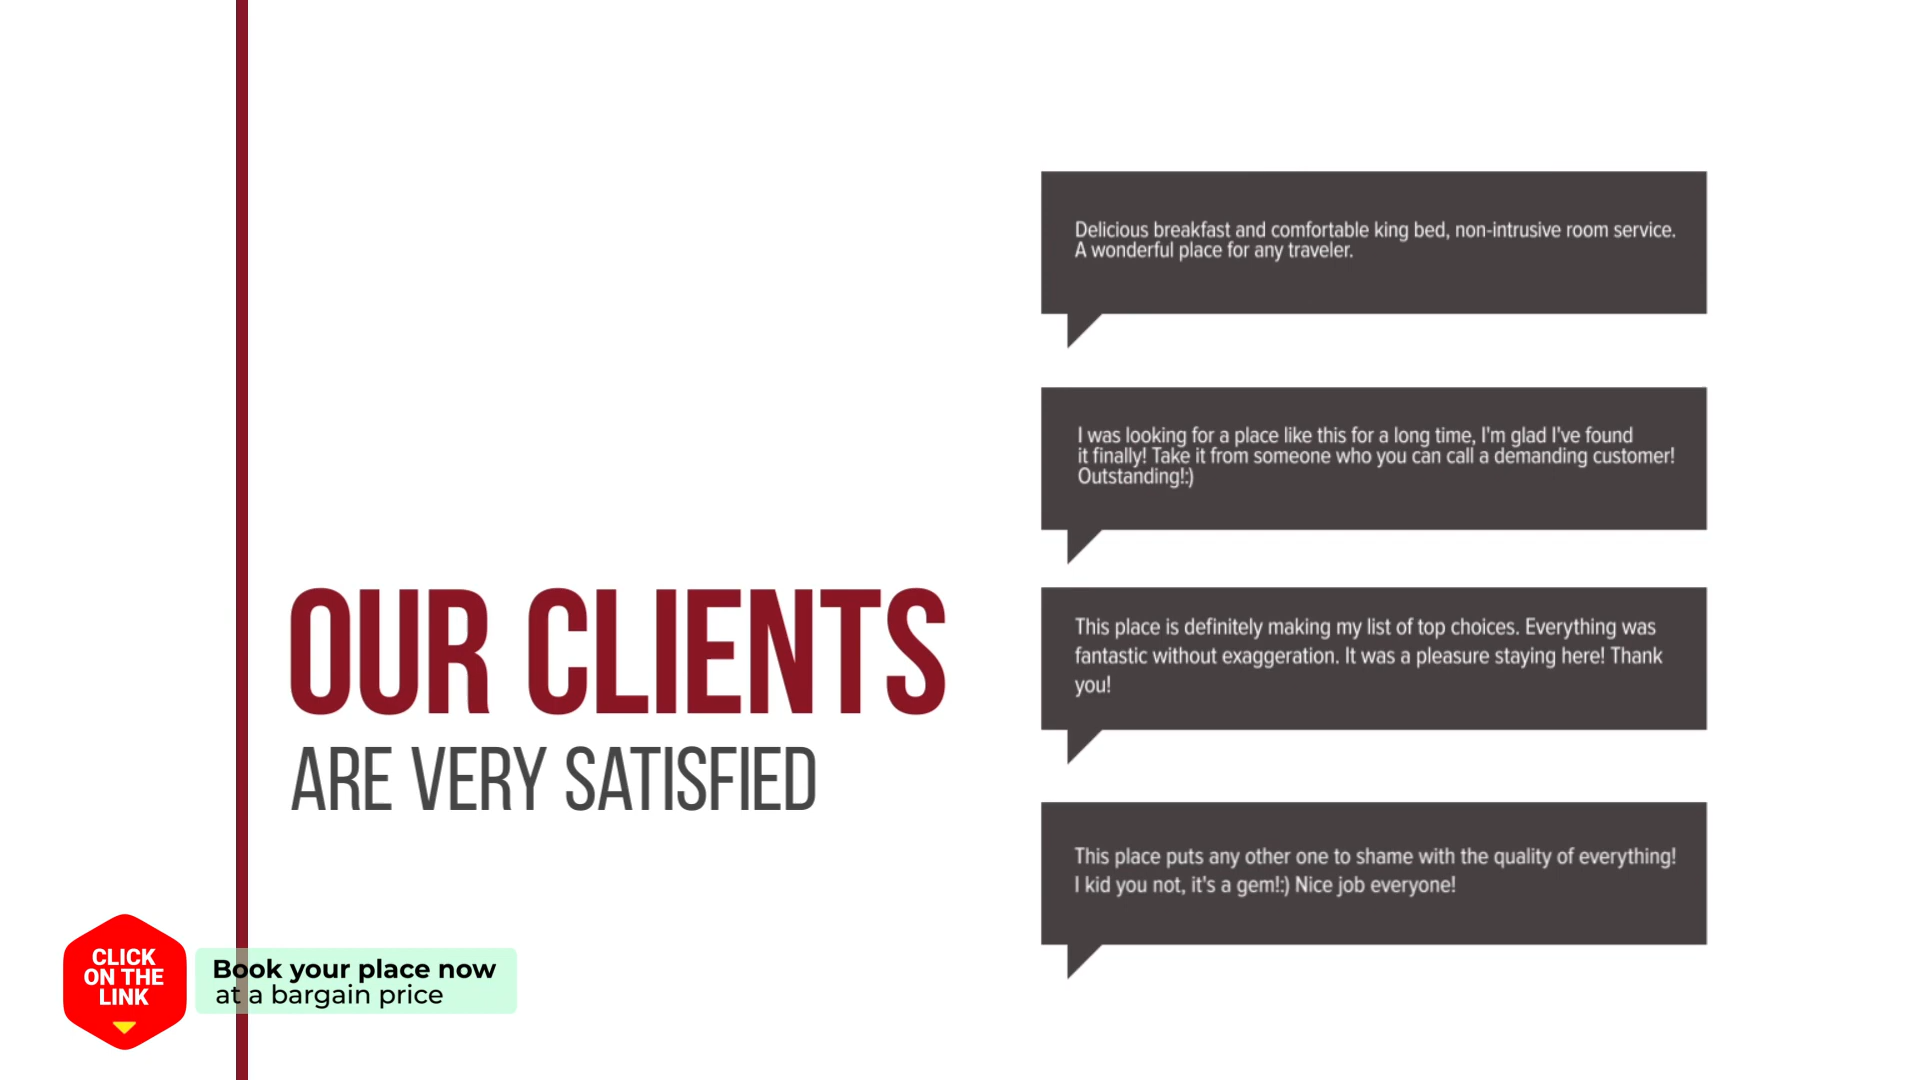 OUR CLIENTS
ARE VERY SATISFIED
Delicious breakfast and comfortable king bed, non-intrusive room service.
A wonderful place for any traveler.
I was looking for a place like this for a long time, I'm glad I've found
it finally! Take it from someone who you can call a demanding customer!
Outstanding!:)
This place is definitely making my list of top choices. Everything was
fantastic without exaggeration. It was a pleasure staying here! Thank
you!
This place puts any other one to shame with the quality of everything!
I kid you not, it's a gem!:) Nice job everyone!
CLICK
ON THE
LINK
Book your place now
at a bargain price